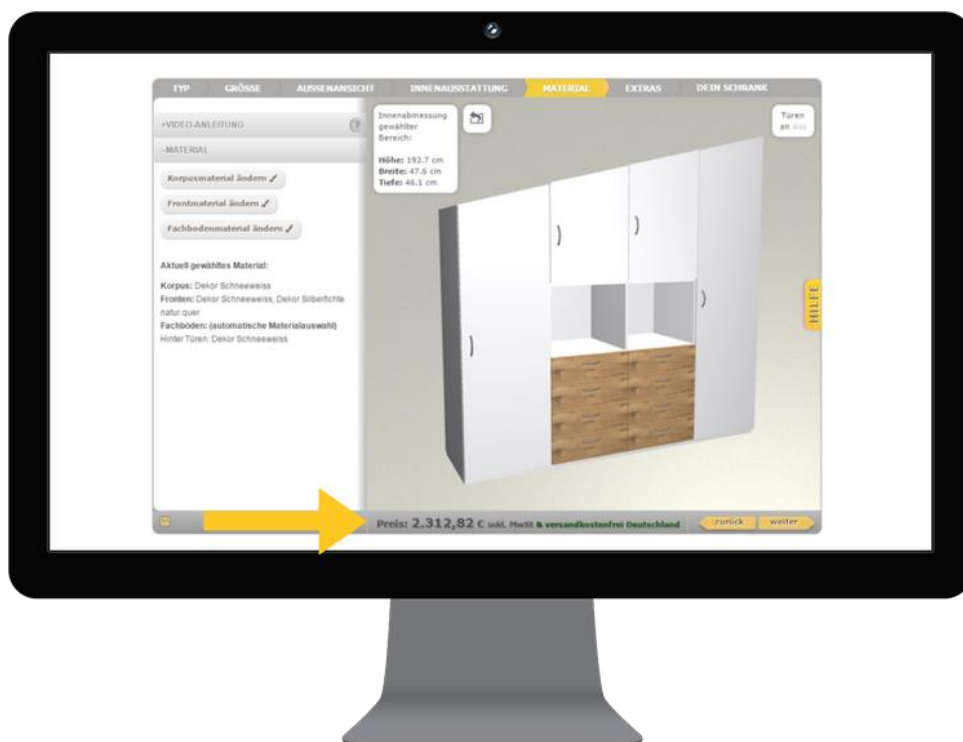 TYP GRÖSSE AUSSENANSICHT INNENAUSSTATTUNG MATERIAL EXTRAS DEIN SCHRANK
+VIDEO-ANLEITUNG ?
-MATERIAL
Korpusmaterial ändern
Frontmaterial ändern
Fachbodenmaterial ändern
Aktuell gewähltes Material:
Korpus: Dekor Schneeweiss
Fronten: Dekor Schneeweiss, Dekor Silberfichte
natur quer
Fachböden: (automatische Materialauswahl)
Hinter Türen: Dekor Schneeweiss
Innenabmessung
gewählter
Bereich:
Höhe: 193.7 cm
Breite: 47.6 cm
Tiefe: 46.1 cm
Türen
an aus
HILFE
Preis: 2.312,82 € inkl. MwSt & versandkostenfrei Deutschland
zurück weiter